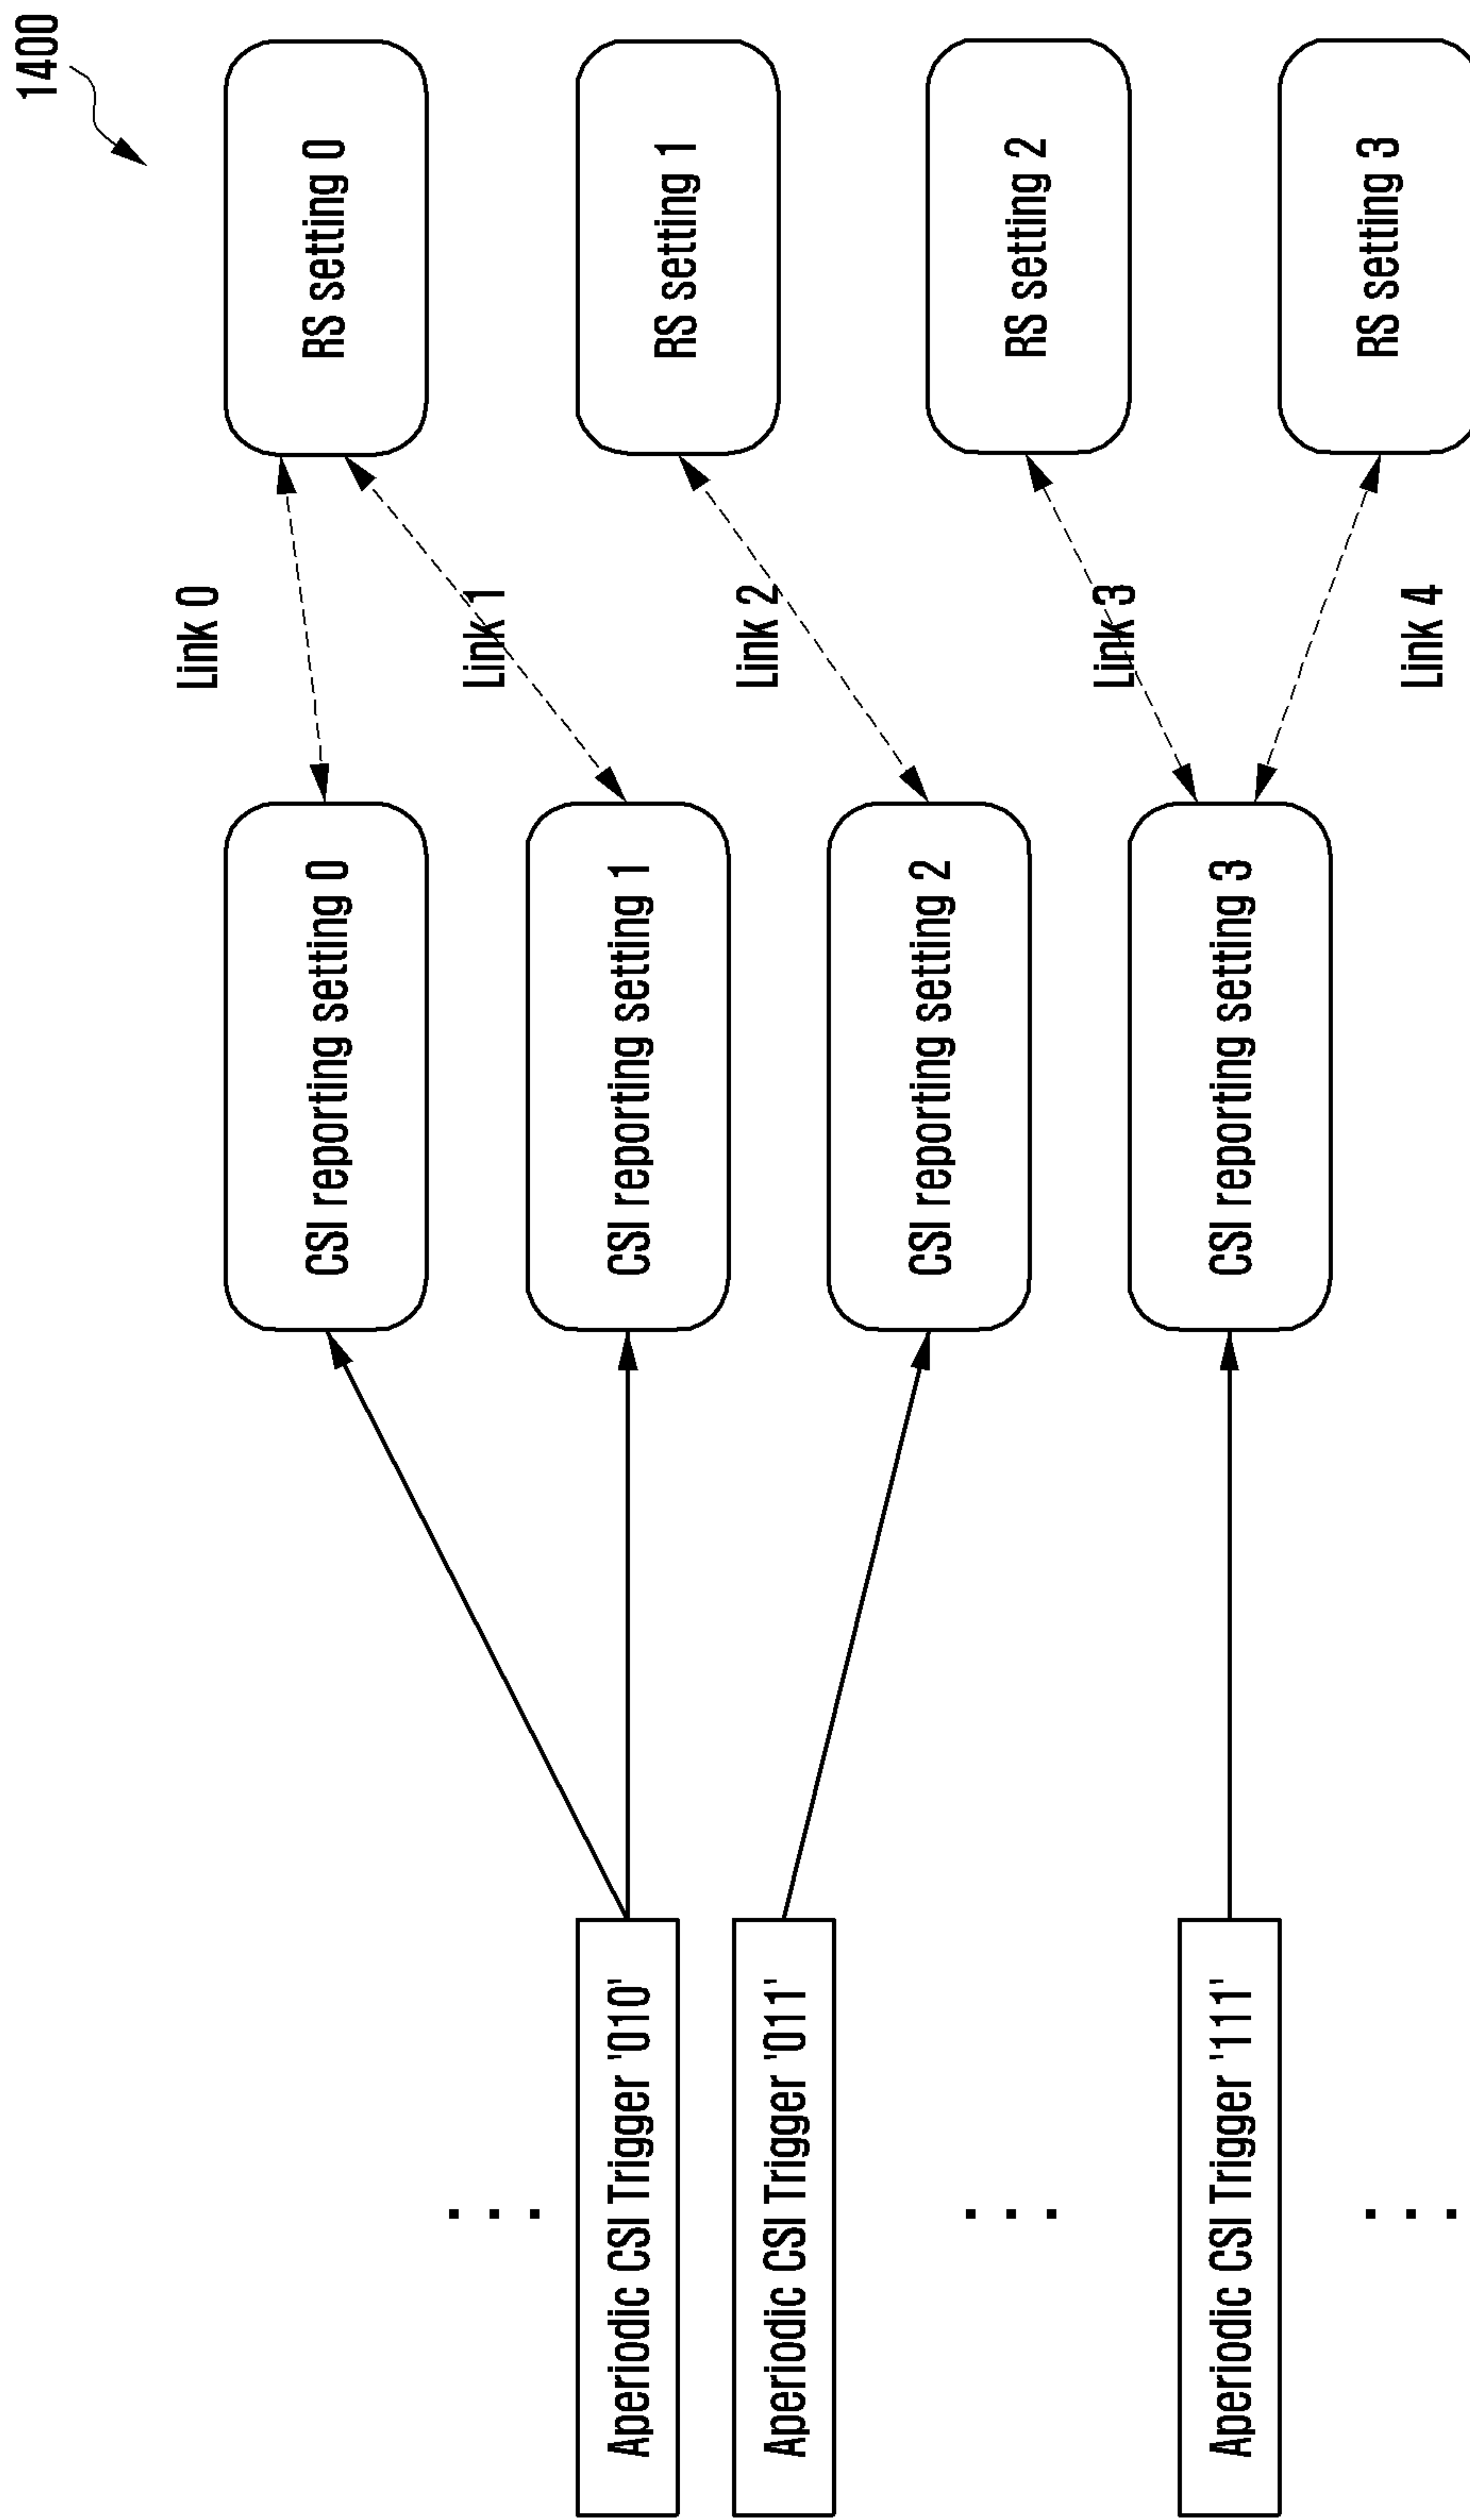 1400
Aperiodic CSI Trigger '010'
Aperiodic CSI Trigger '011'
Aperiodic CSI Trigger '111'
CSI reporting setting 0
CSI reporting setting 1
CSI reporting setting 2
CSI reporting setting 3
Link 0
Link 1
Link 2
Link 3
Link 4
RS setting 0
RS setting 1
RS setting 2
RS setting 3